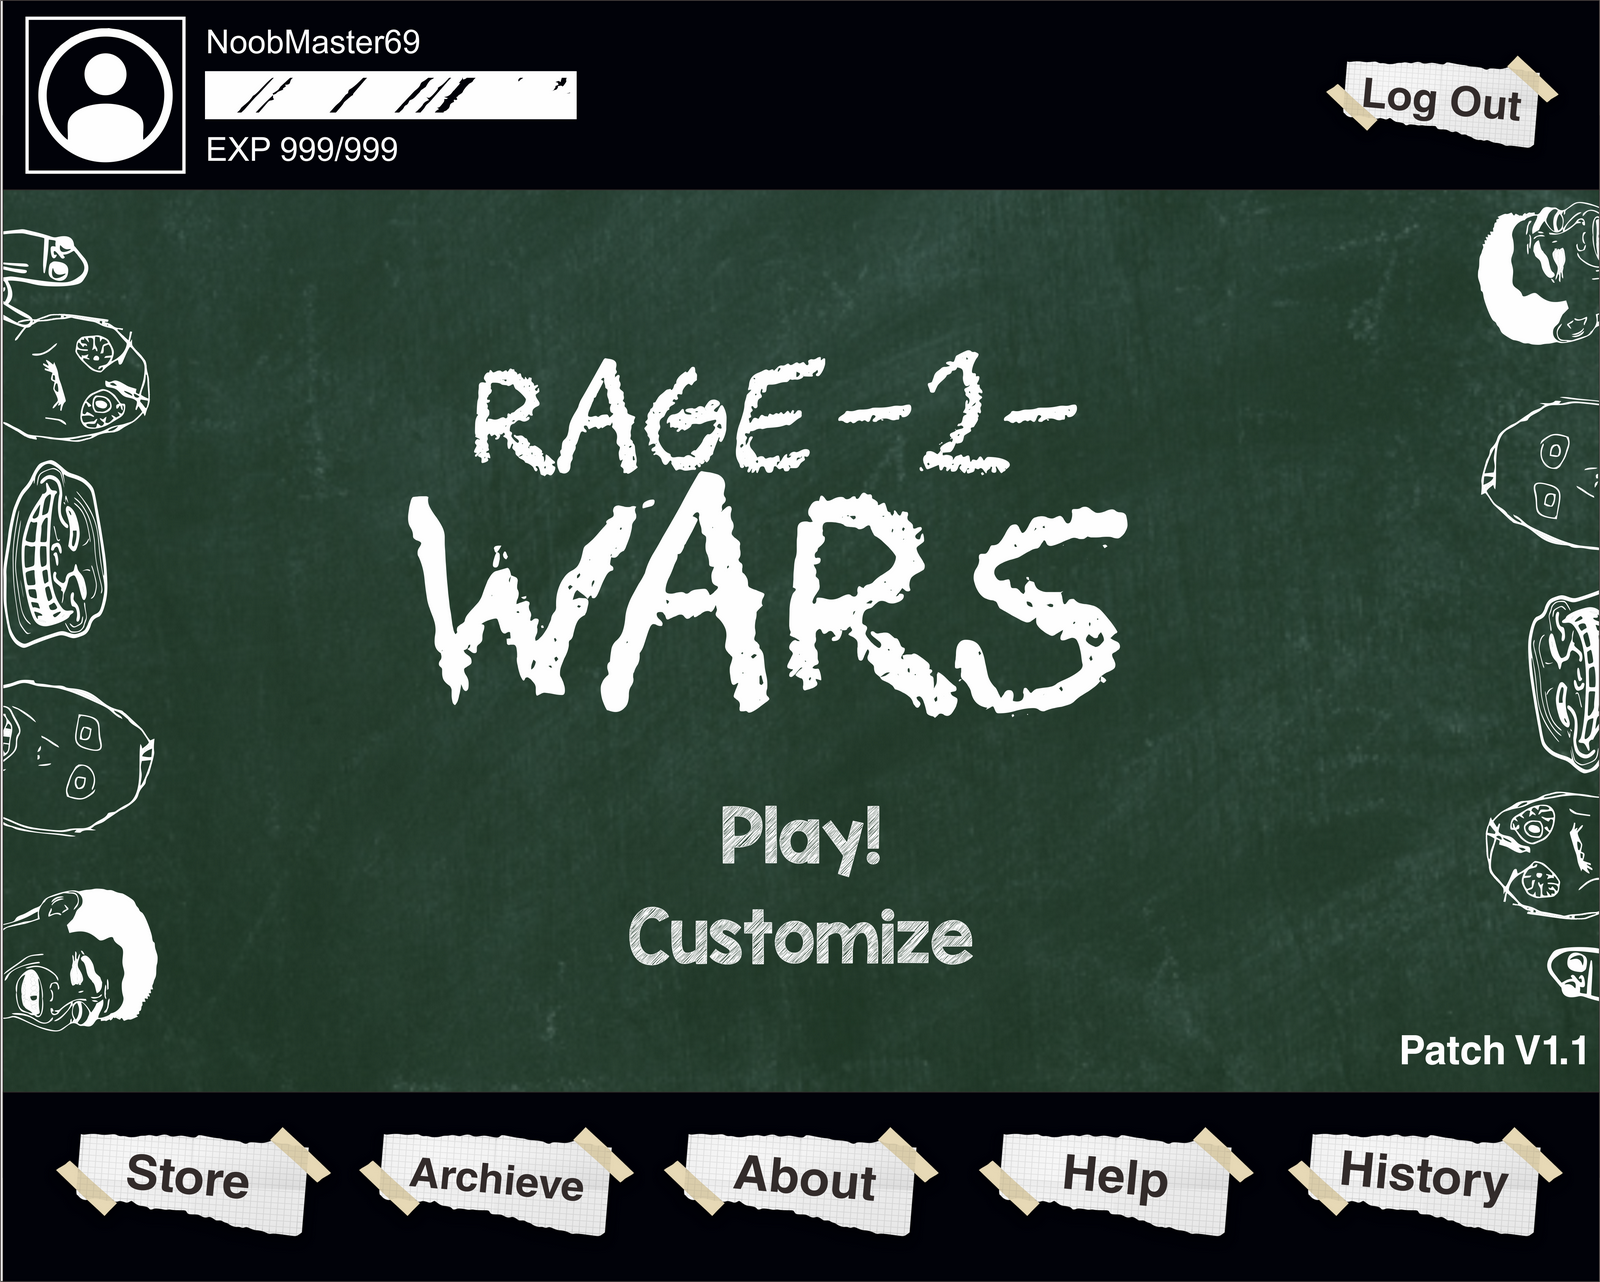 NoobMaster69
EXP 999/999
Log Out
RAGE -2-
WARS
Play!
Customize
Patch V1.1
Store
Archieve
About
Help
History